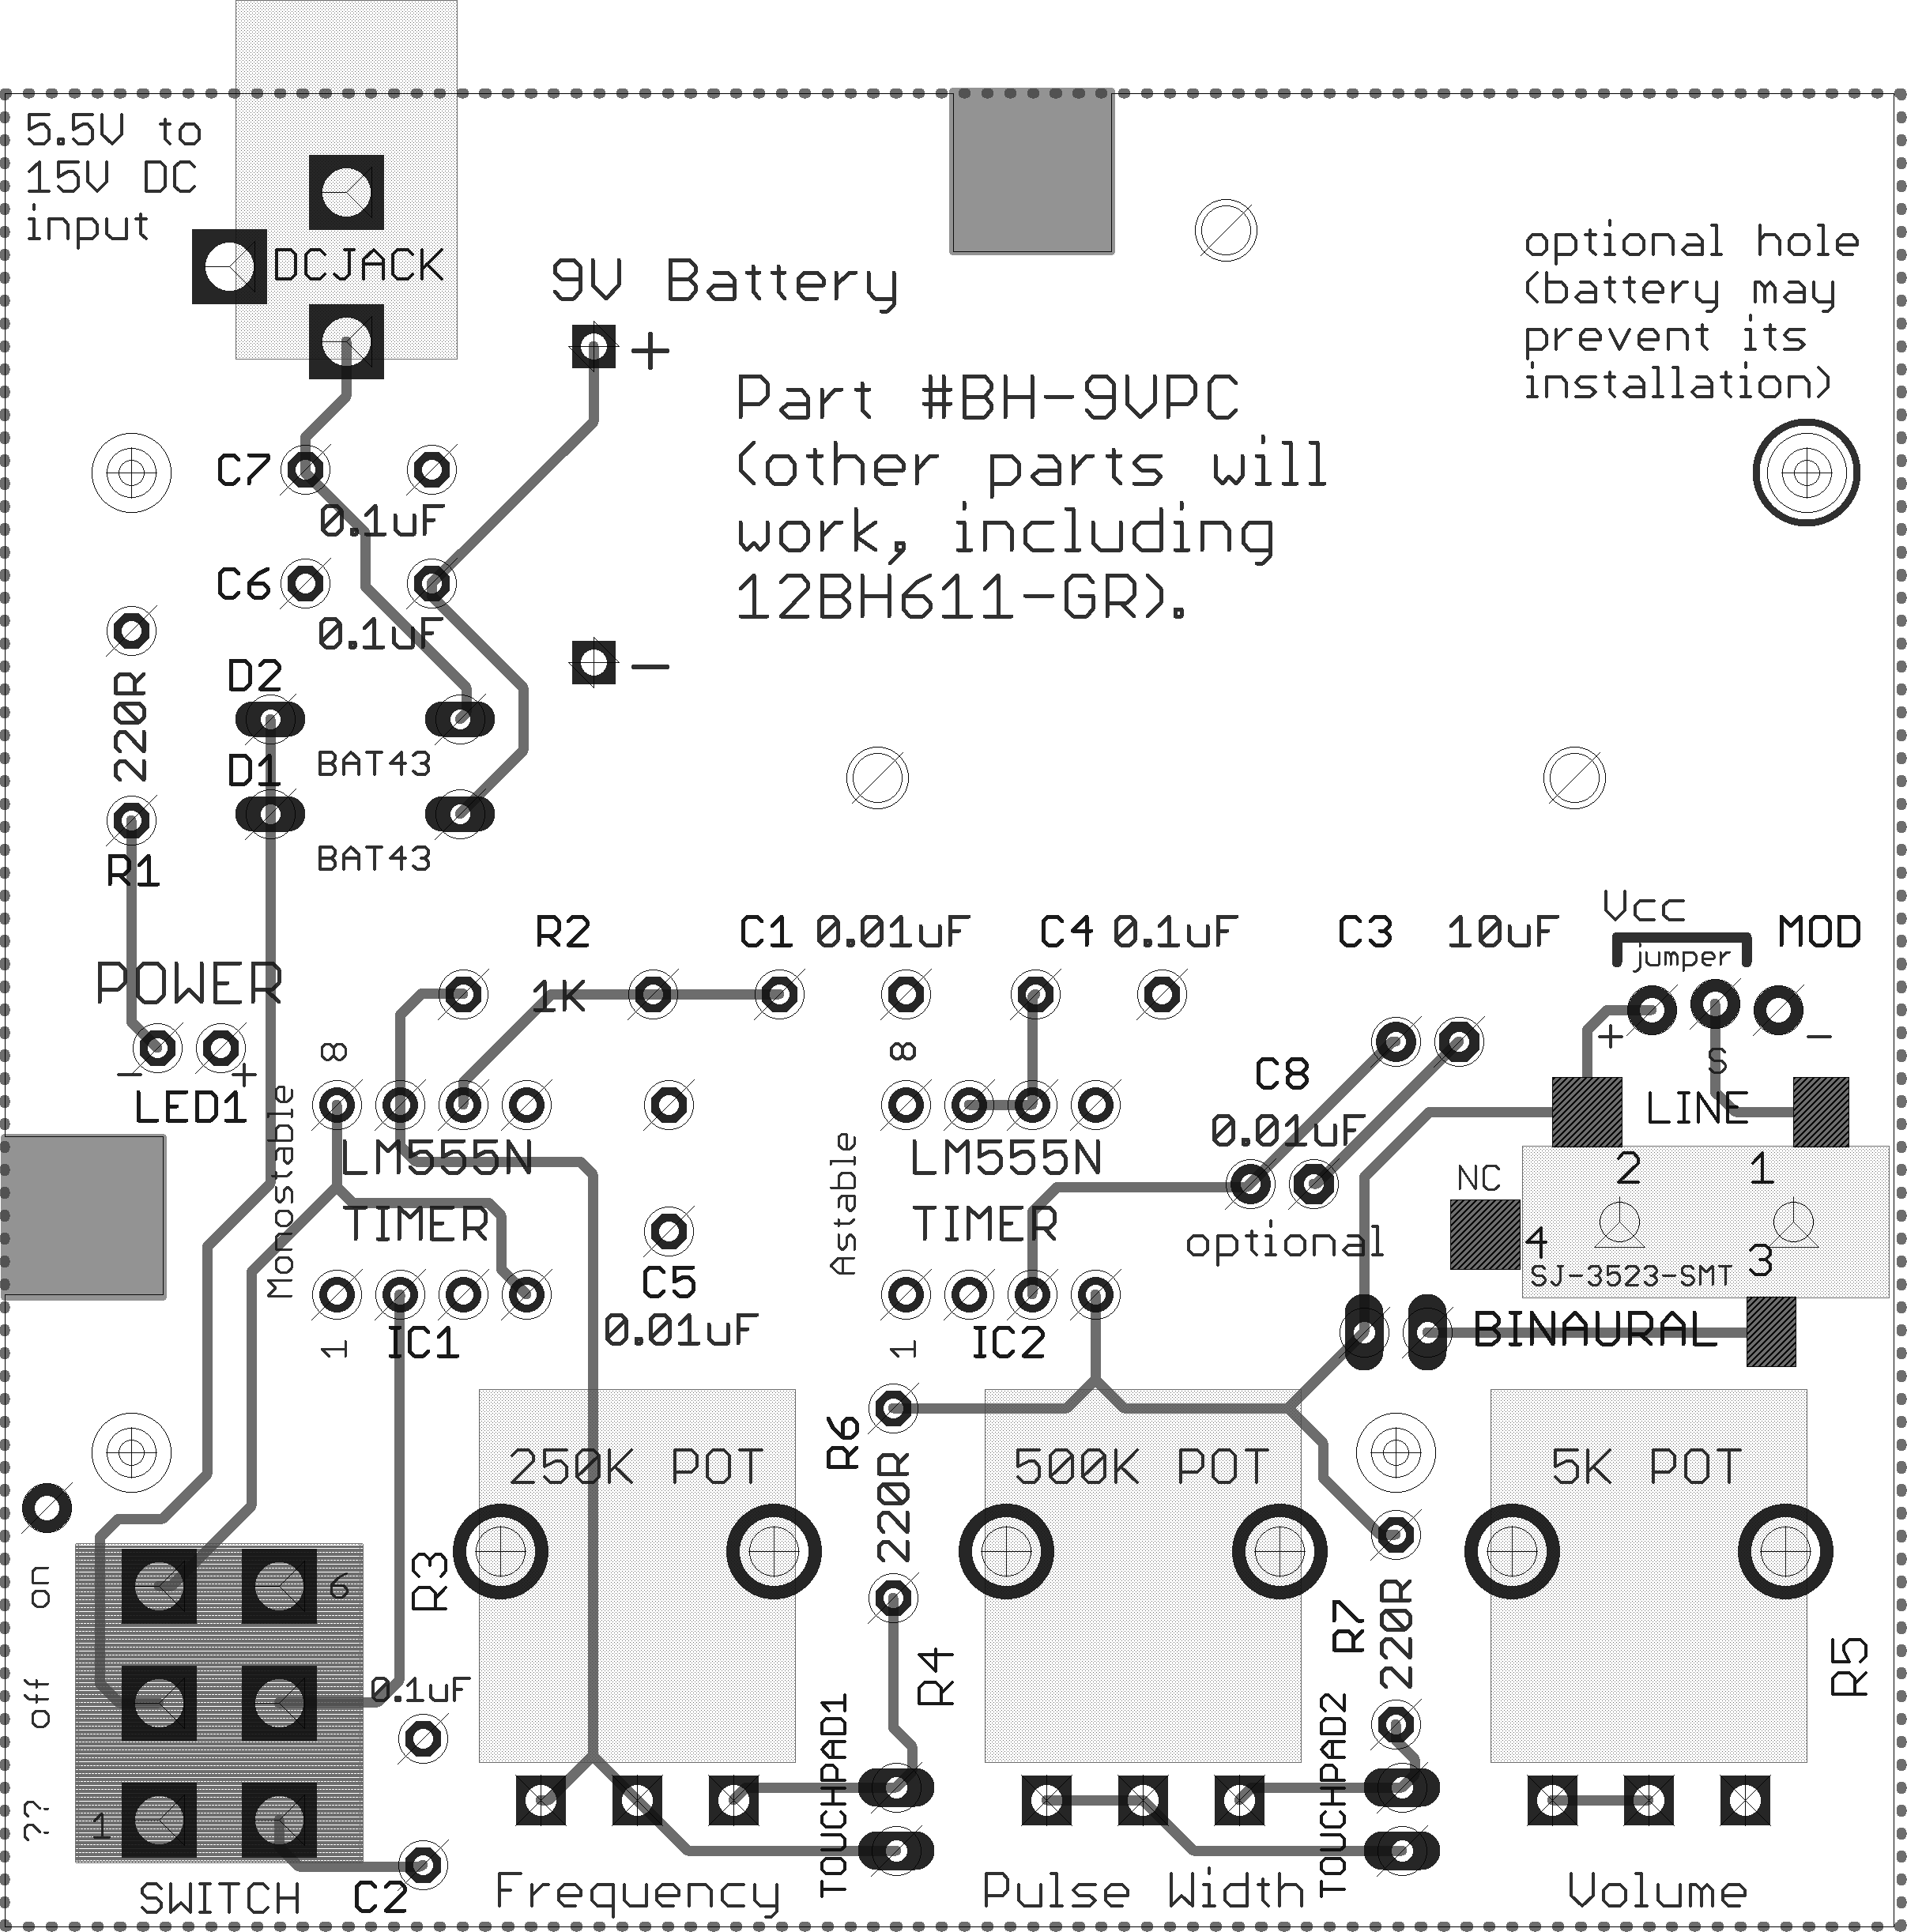 5.5V to
15V DC
input
DCJACK
9V Battery
+
-
optional hole
(battery may
prevent its
installation)
Part #BH-9VPC
(other parts will
work, including
12BH611-GR).
C7
0.1uF
C6
0.1uF
220R
R1
D2
BAT43
D1
BAT43
R2
1K
C1 0.01uF
C4 0.1uF
C3 10uF
Vcc
jumper
MOD
+
S
-
POWER
-
+
LED1
Monostable
8
LM555N
TIMER
1
IC1
C5
0.01uF
Astable
8
LM555N
TIMER
1
IC2
C8
0.01uF
optional
LINE
2
1
NC
4
3
SJ-3523-SMT
BINAURAL
250K POT
R3
R6
220R
500K POT
R4
R7
220R
5K POT
R5
on
off
??
6
1
0.1uF
C2
SWITCH
TOUCHPAD1
TOUCHPAD2
Frequency
Pulse Width
Volume